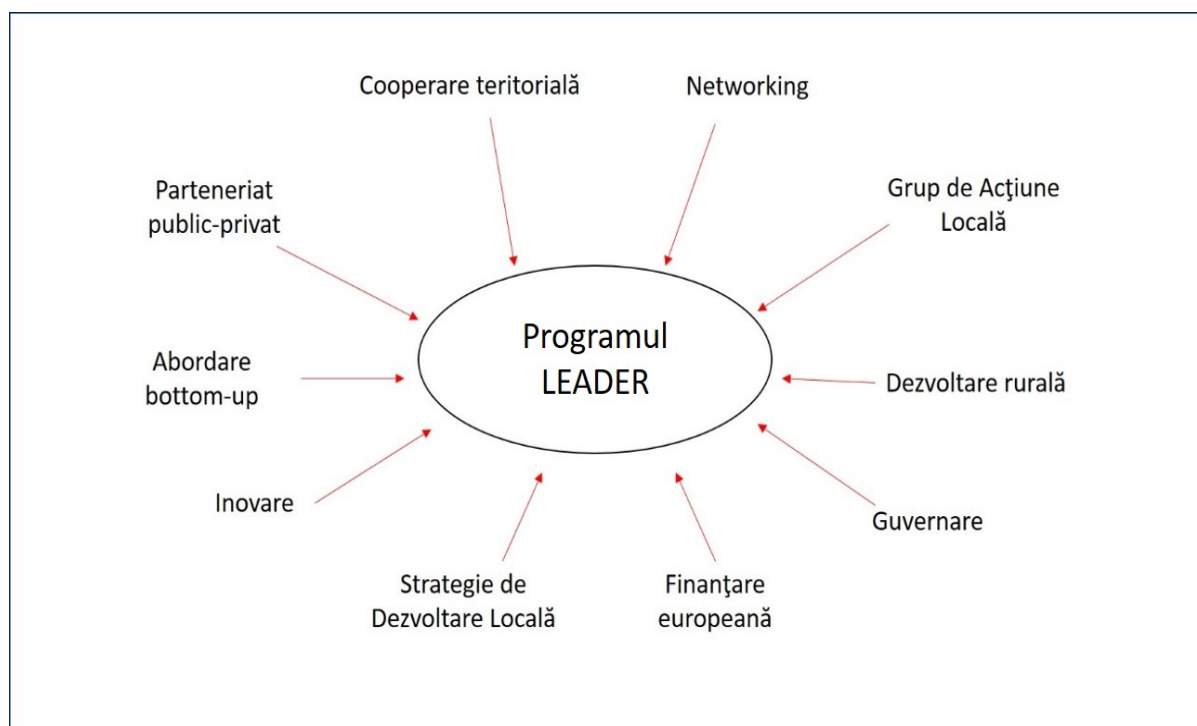 Cooperare teritorială
Networking
Parteneriat
public-privat
Grup de Acţiune
Locală
Programul
LEADER
Abordare
bottom-up
Dezvoltare rurală
Inovare
Guvernare
Strategie de
Dezvoltare Locală
Finanţare
europeană